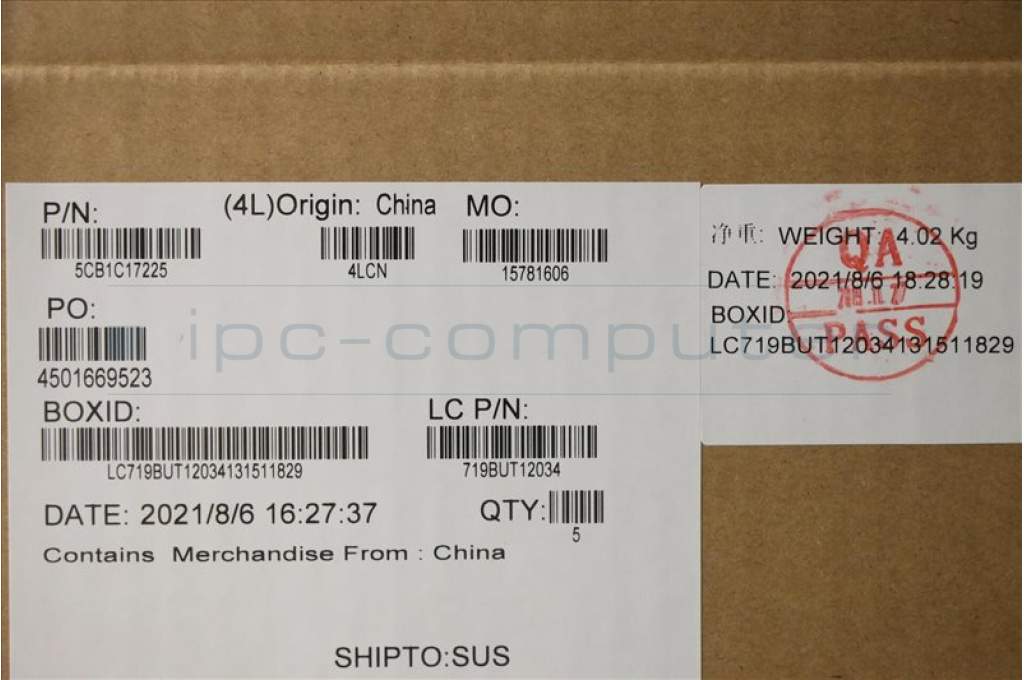 P/N:
5CB1C17225
(4L)Origin: China
4LCN
MO:
15781606
PO:
4501669523
BOXID:
LC719BUT12034131511829
LC P/N:
719BUT12034
DATE: 2021/8/6 16:27:37
QTY:
5
Contains Merchandise From : China
SHIPTO:SUS
净重: WEIGHT: 4.02 Kg
DATE: 2021/8/6 18:28:19
BOXID:
LC719BUT12034131511829
QA
PASS
ipc-compute